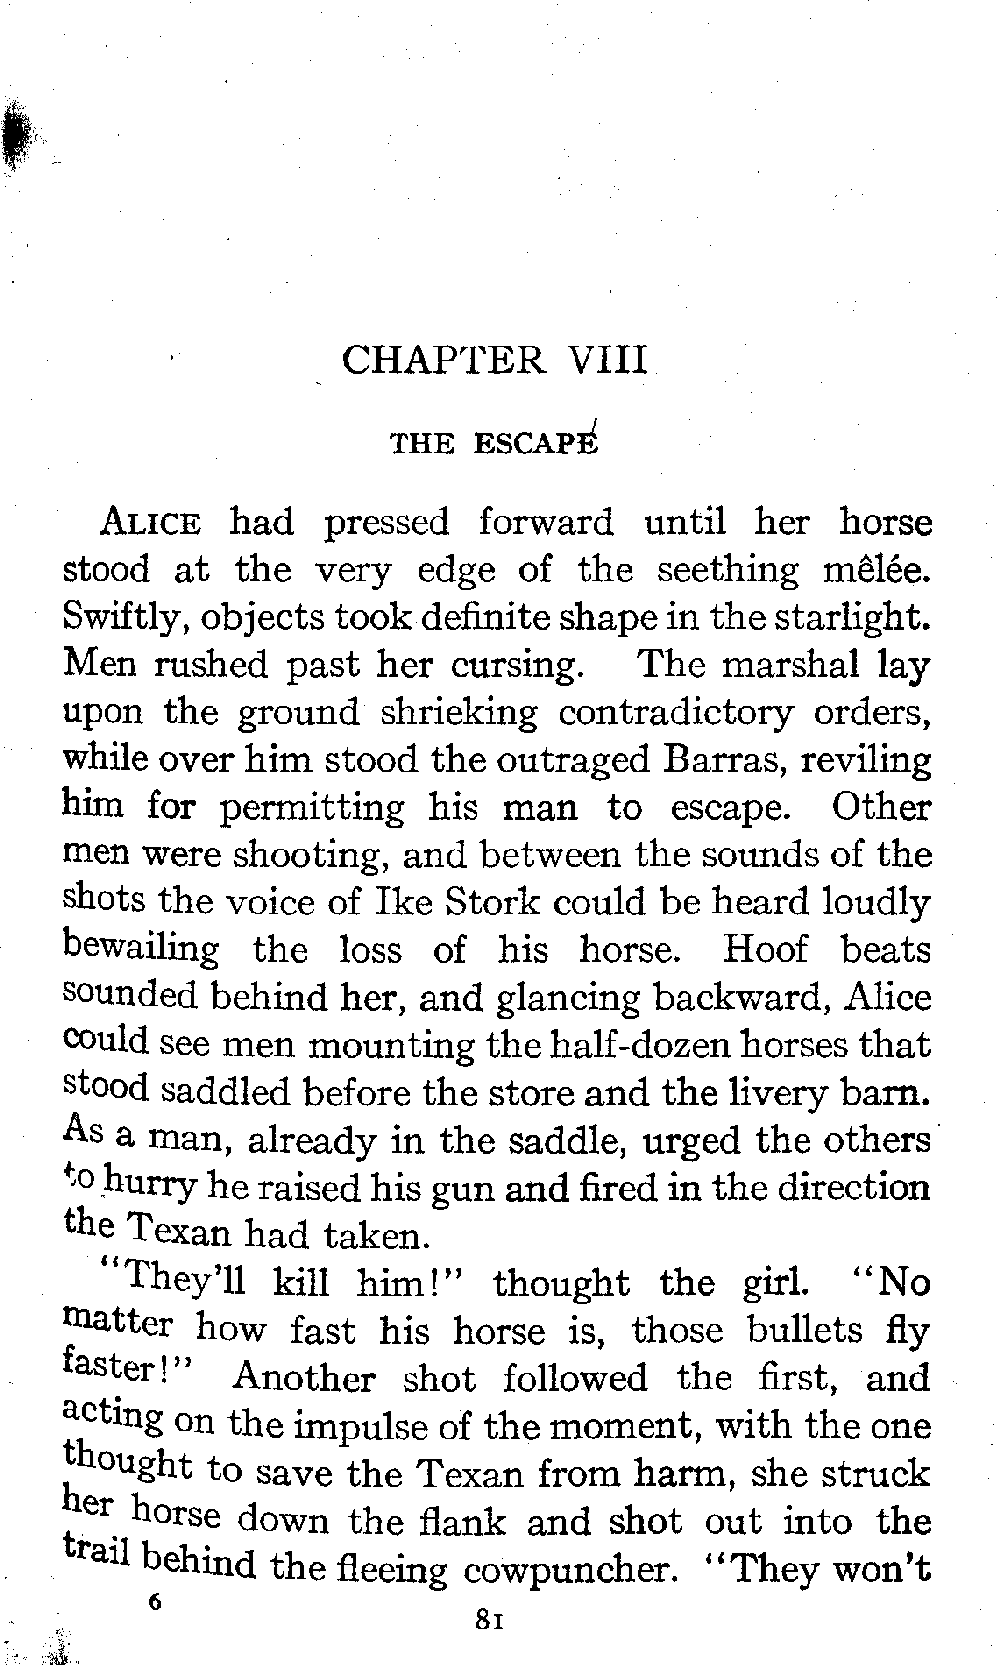 CHAPTER VIII
THE ESCAPE
ALICE had pressed forward until her horse
stood at the very edge of the seething mêlée.
Swiftly, objects took definite shape in the starlight.
Men rushed past her cursing. The marshal lay
upon the ground shrieking contradictory orders,
while over him stood the outraged Barras, reviling
him for permitting his man to escape. Other
men were shooting, and between the sounds of the
shots the voice of Ike Stork could be heard loudly
bewailing the loss of his horse. Hoof beats
sounded behind her, and glancing backward, Alice
could see men mounting the half-dozen horses that
stood saddled before the store and the livery barn.
As a man, already in the saddle, urged the others
to hurry he raised his gun and fired in the direction
the Texan had taken.
"They'll kill him!" thought the girl. "No
matter how fast his horse is, those bullets fly
faster!" Another shot followed the first, and
acting on the impulse of the moment, with the one
thought to save the Texan from harm, she struck
her horse down the flank and shot out into the
trail behind the fleeing cowpuncher. "They won't
6
81